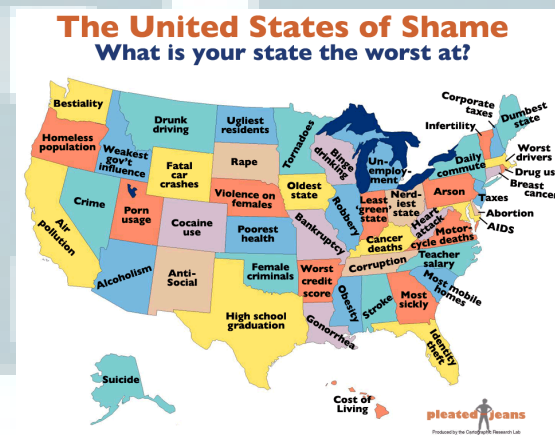 The United States of Shame
What is your state the worst at?
Bestiality
Homeless
population
Weakest
gov't
influence
Drunk
driving
Ugliest
residents
Tornadoes
Binge
drinking
Un-
employ-
ment
Corporate
taxes
Dumbest
state
Infertility
Daily
commute
Worst
drivers
Drug us
Breast
cancer
Taxes
Abortion
AIDS
Fatal
car
crashes
Rape
Oldest
state
Violence on
females
Crime
Porn
usage
Cocaine
use
Poorest
health
Bankruptcy
Robbery
Least
'green'
state
Nerd-
iest
state
Arson
Heart
attack
Motor-
cycle deaths
Cancer
deaths
Corruption
Teacher
salary
Most mobile
homes
Air
pollution
Alcoholism
Anti-
Social
Female
criminals
Worst
credit
score
High school
graduation
Gonorrhea
Obesity
Stroke
Most
sickly
Identity
theft
Suicide
Cost of
Living
pleated jeans
Produced by the Cartographic Research Lab